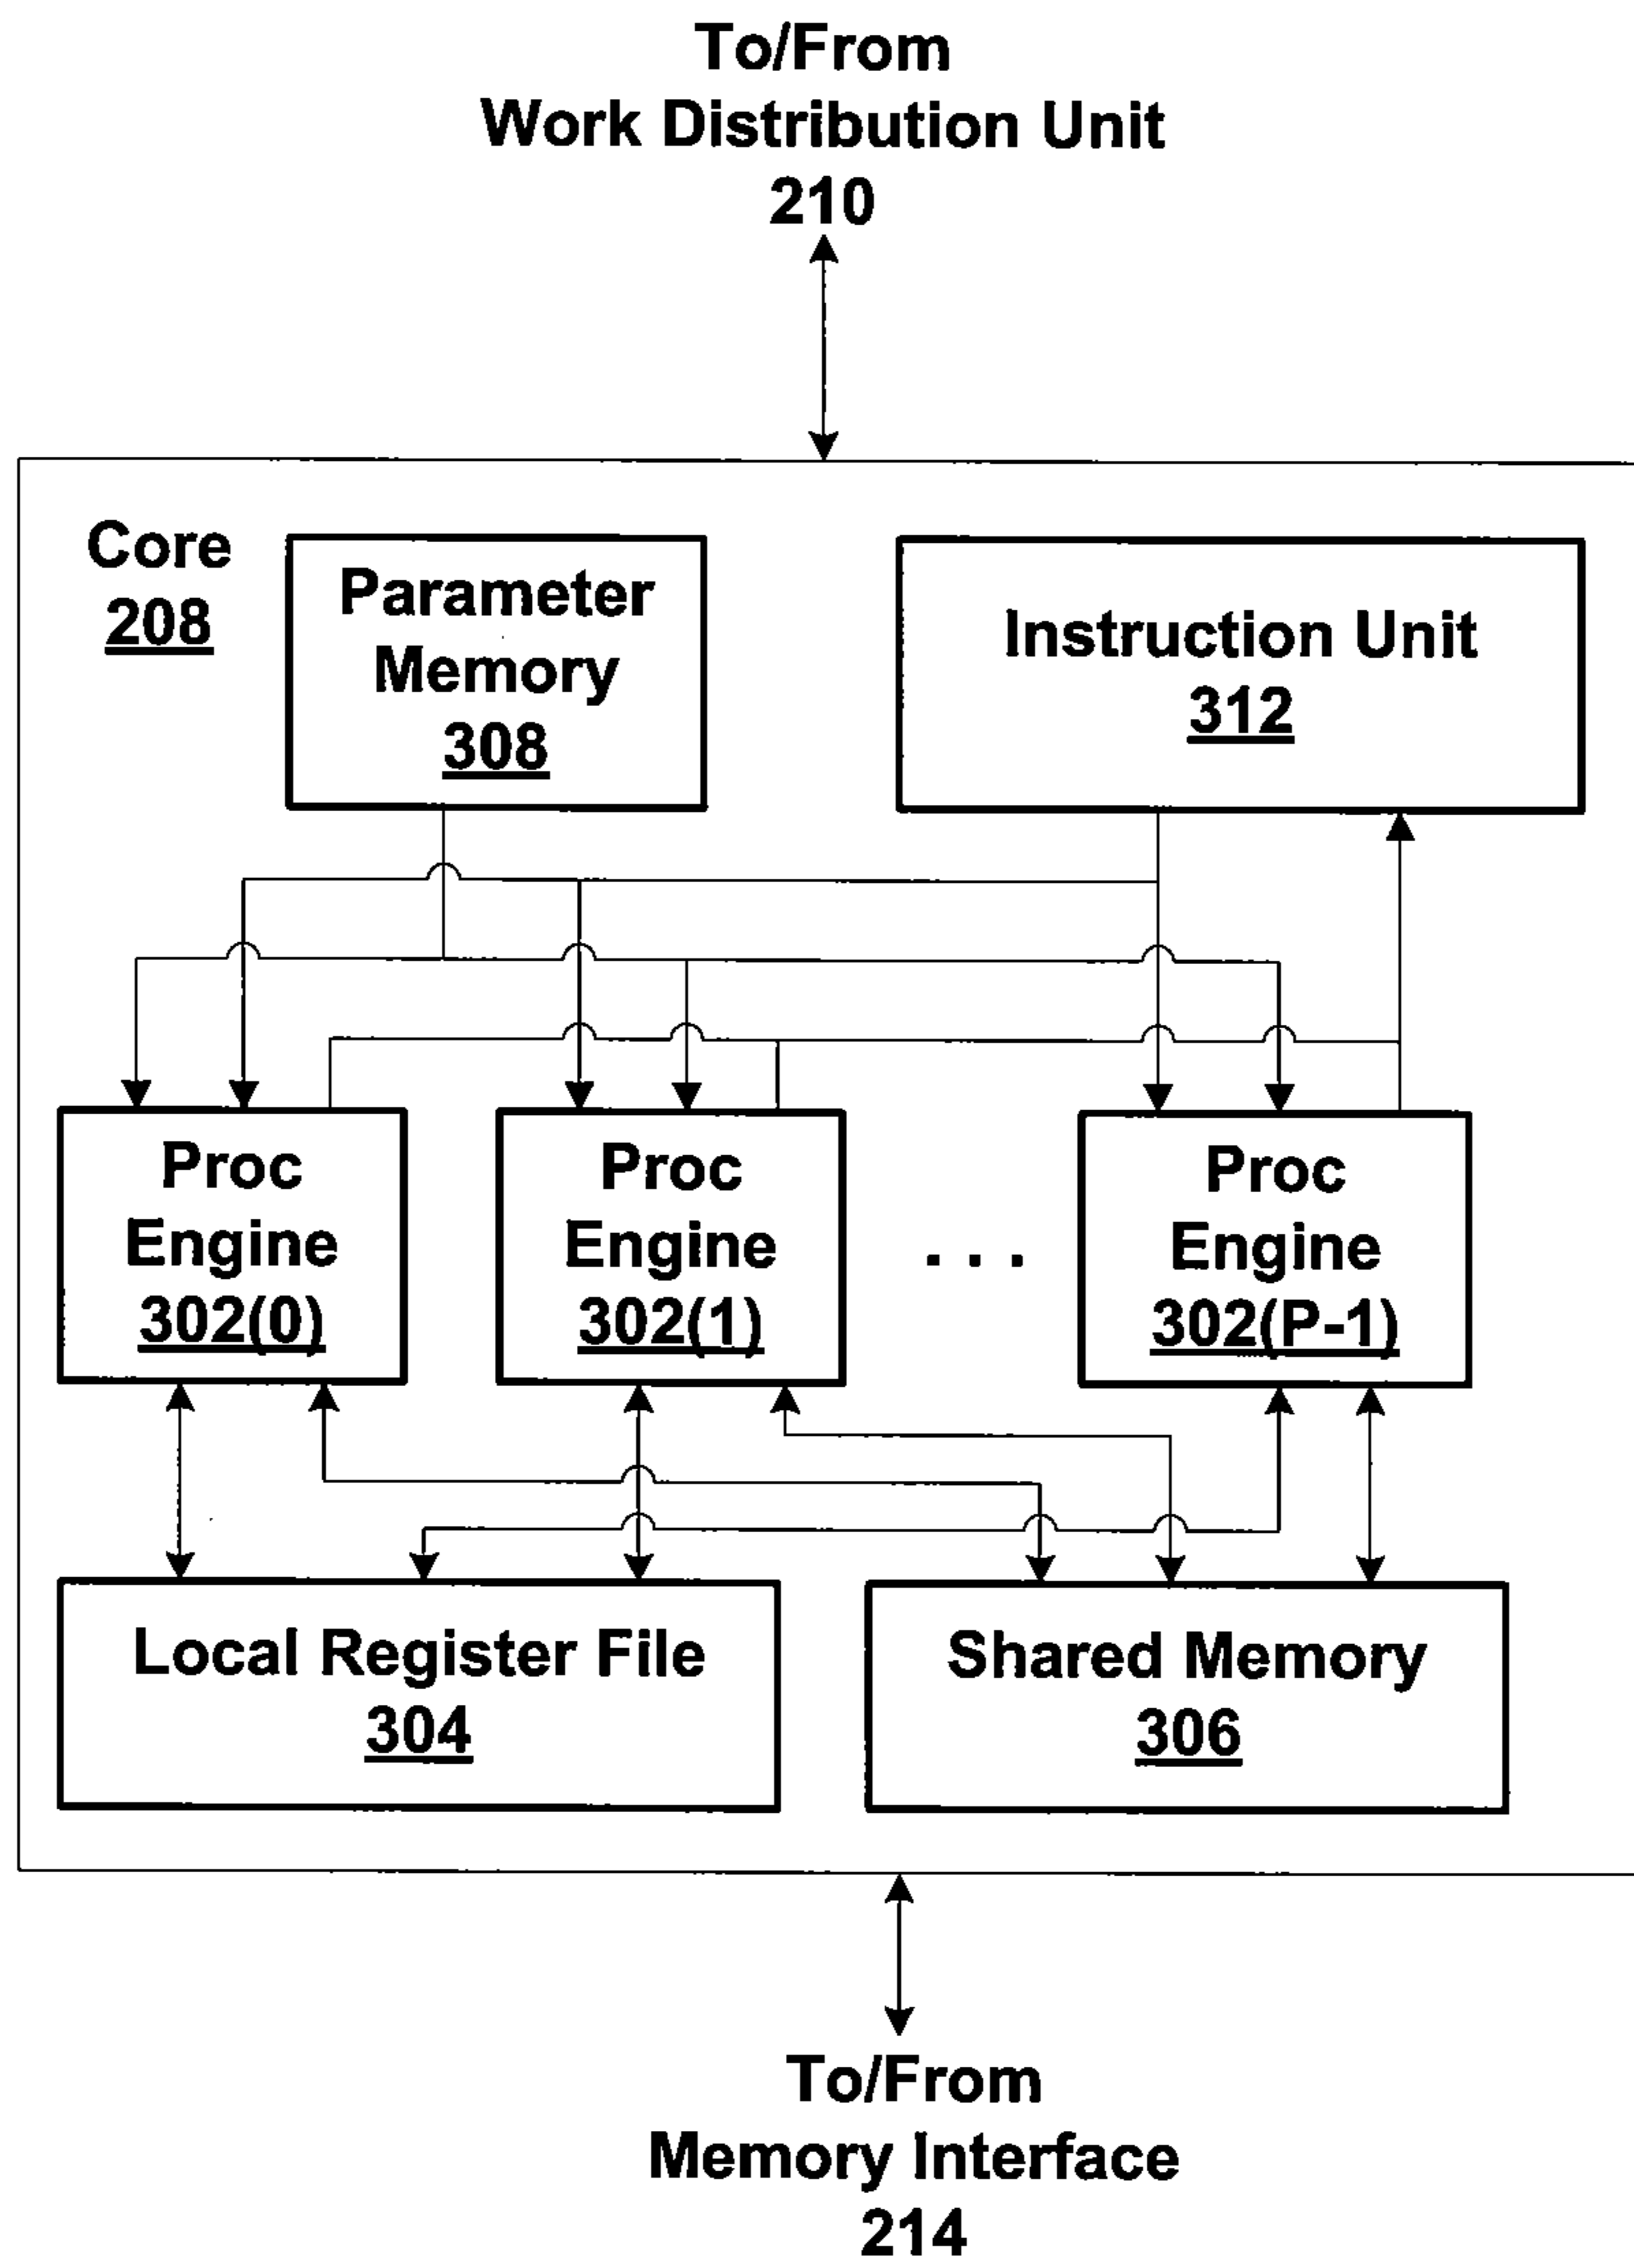 To/From
Work Distribution Unit
210
Core
208
Parameter
Memory
308
Instruction Unit
312
Proc
Engine
302(0)
Proc
Engine
302(1)
. . .
Proc
Engine
302(P-1)
Local Register File
304
Shared Memory
306
To/From
Memory Interface
214